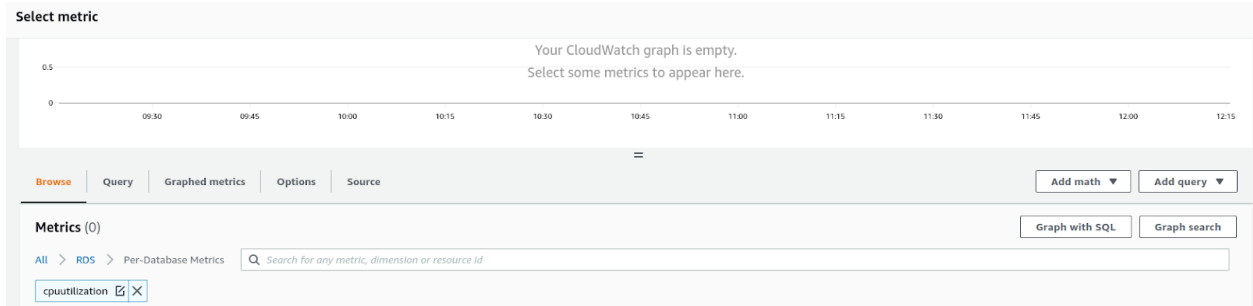 Select metric
Your CloudWatch graph is empty.
Select some metrics to appear here.
0.5
0
09:30 09:45 10:00 10:15 10:30 10:45 11:00 11:15 11:30 11:45 12:00 12:15
Browse Query Graphed metrics Options Source Add math Add query
Metrics (0) Graph with SQL Graph search
All RDS Per-Database Metrics Search for any metric, dimension or resource id
cpuutilization